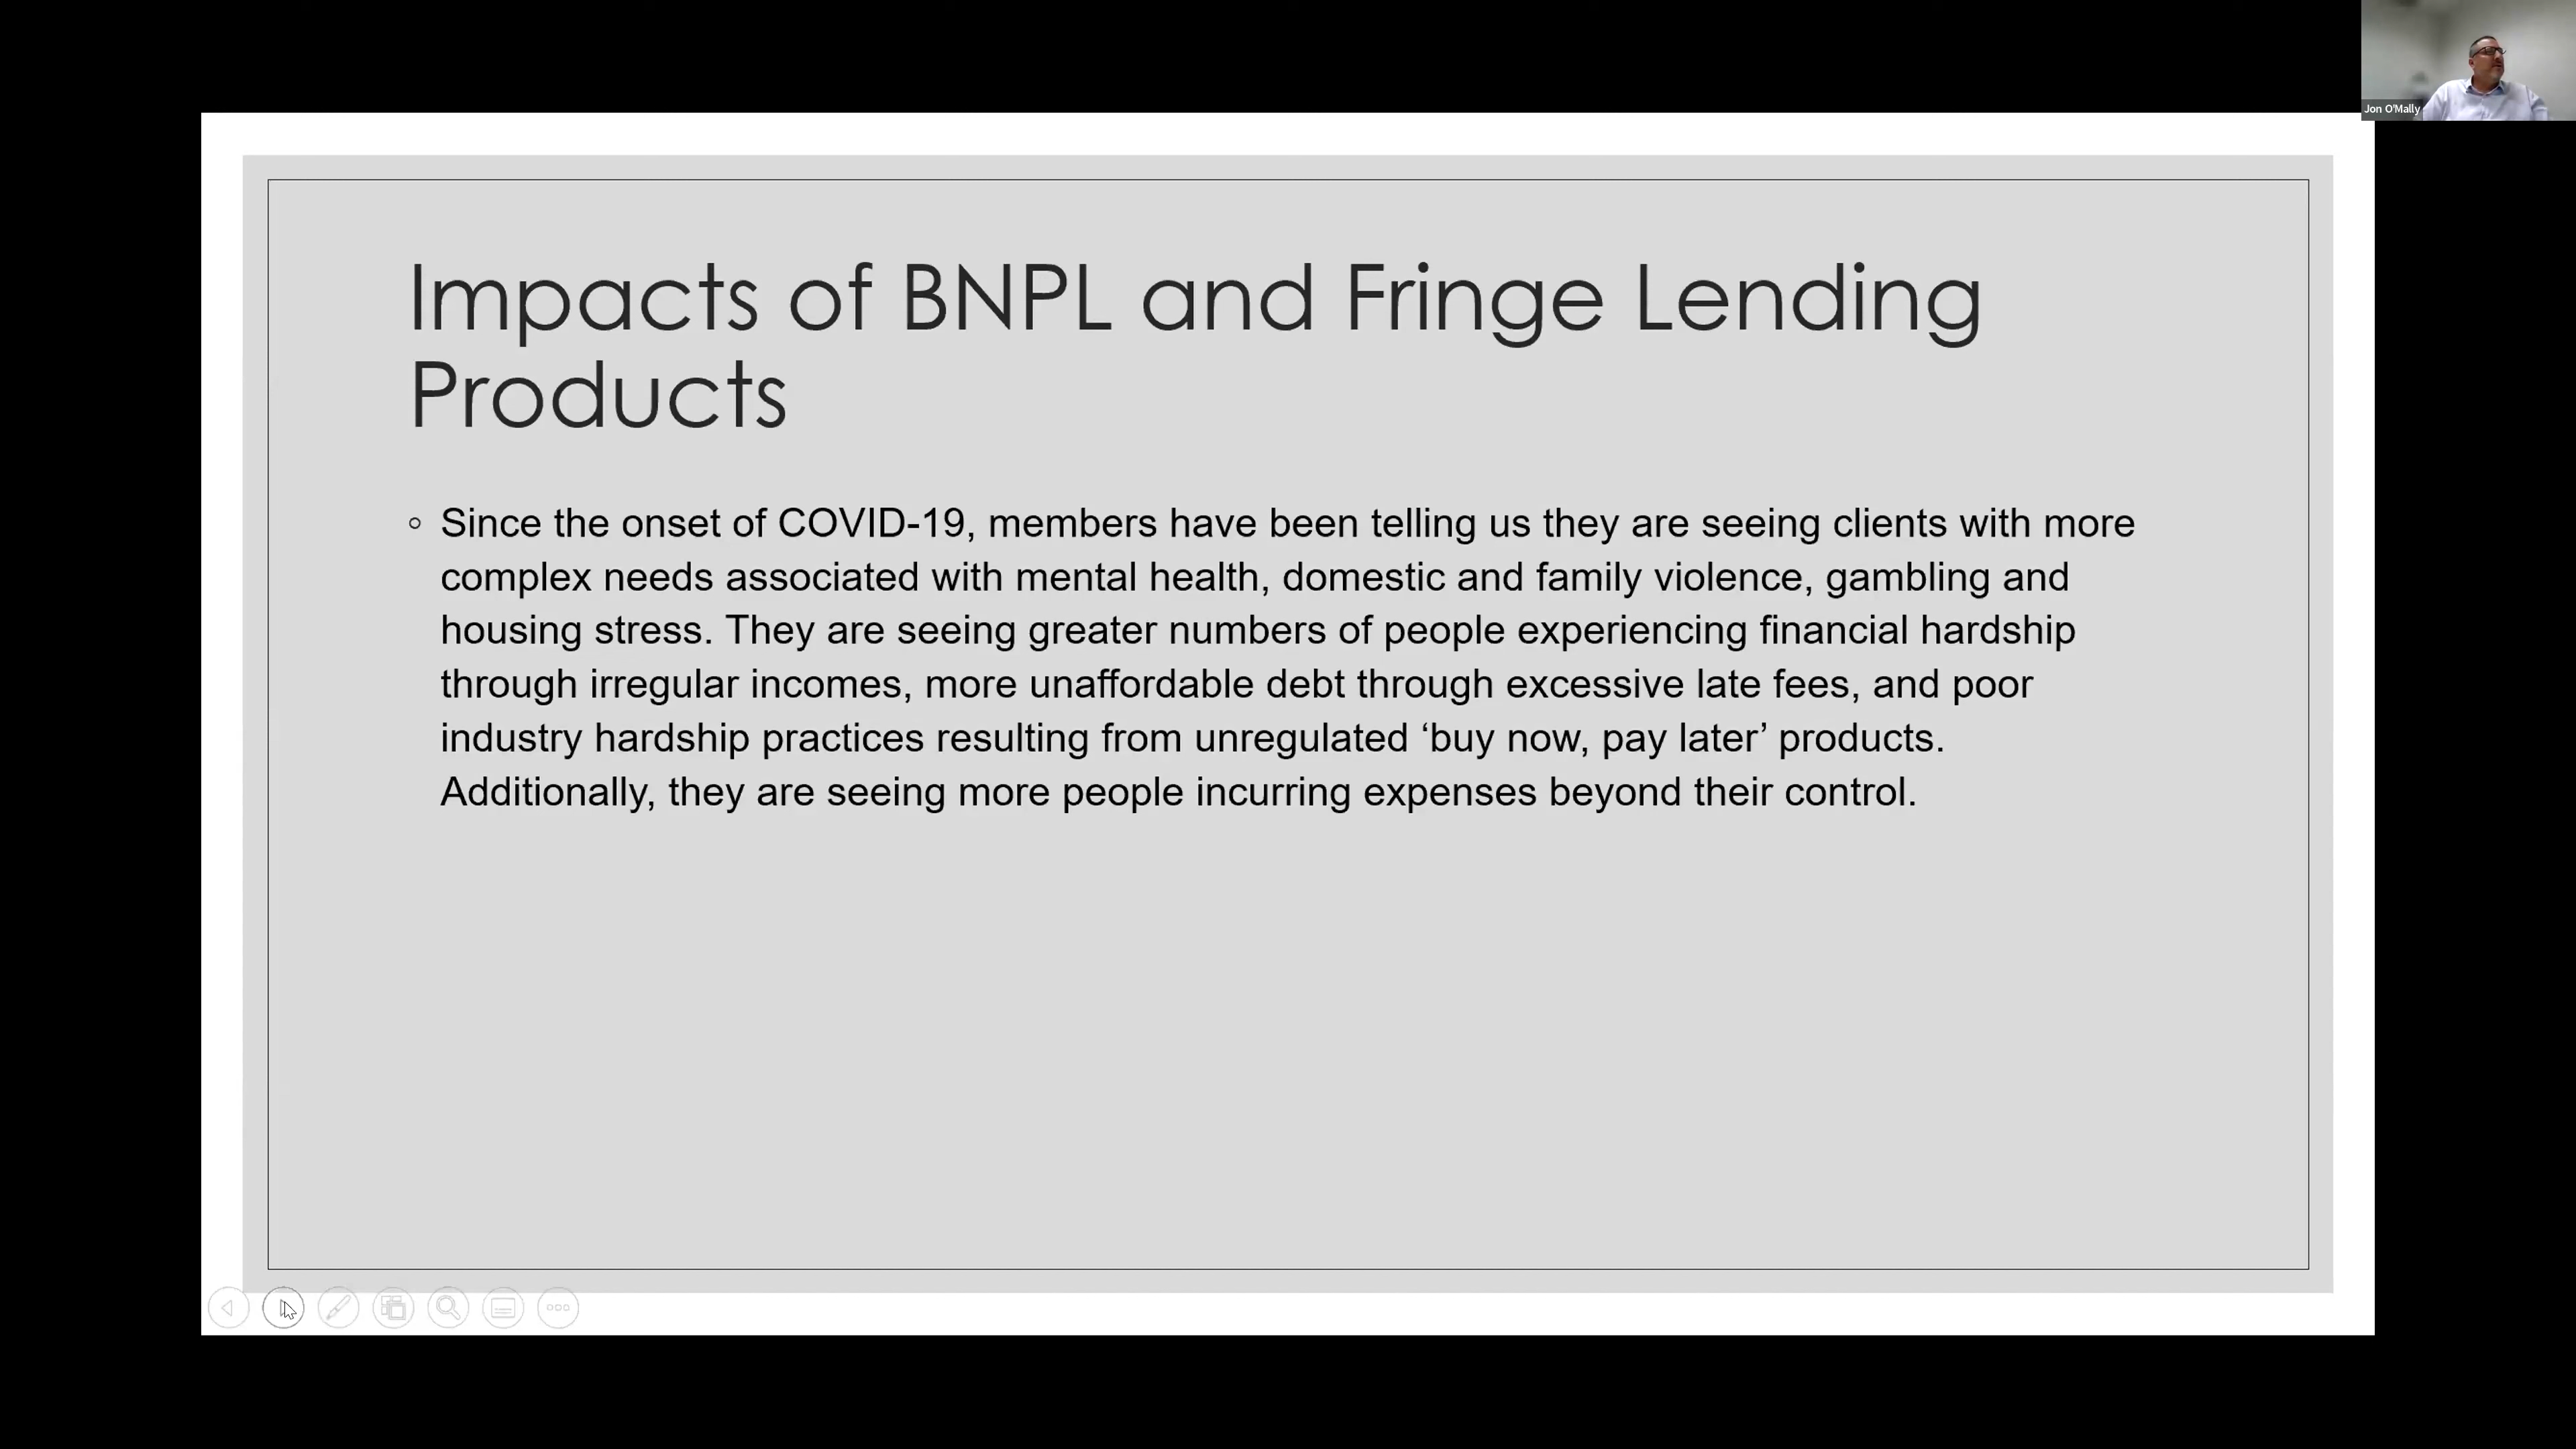 Jon O'Mally
Impacts of BNPL and Fringe Lending
Products
◦ Since the onset of COVID-19, members have been telling us they are seeing clients with more
complex needs associated with mental health, domestic and family violence, gambling and
housing stress. They are seeing greater numbers of people experiencing financial hardship
through irregular incomes, more unaffordable debt through excessive late fees, and poor
industry hardship practices resulting from unregulated ‘buy now, pay later’ products.
Additionally, they are seeing more people incurring expenses beyond their control.